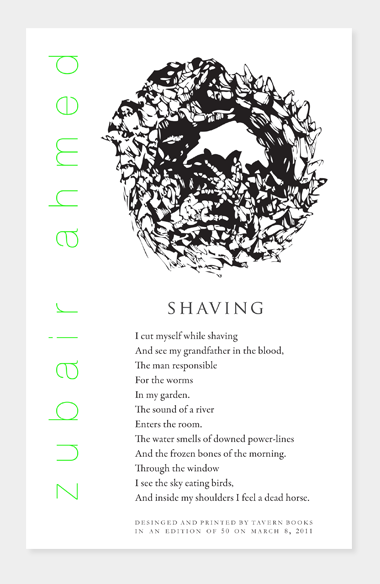 zubair ahmed
SHAVING
I cut myself while shaving
And see my grandfather in the blood,
The man responsible
For the worms
In my garden.
The sound of a river
Enters the room.
The water smells of downed power-lines
And the frozen bones of the morning.
Through the window
I see the sky eating birds,
And inside my shoulders I feel a dead horse.
DESINGED AND PRINTED BY TAVERN BOOKS
IN AN EDITION OF 50 ON MARCH 8, 2011